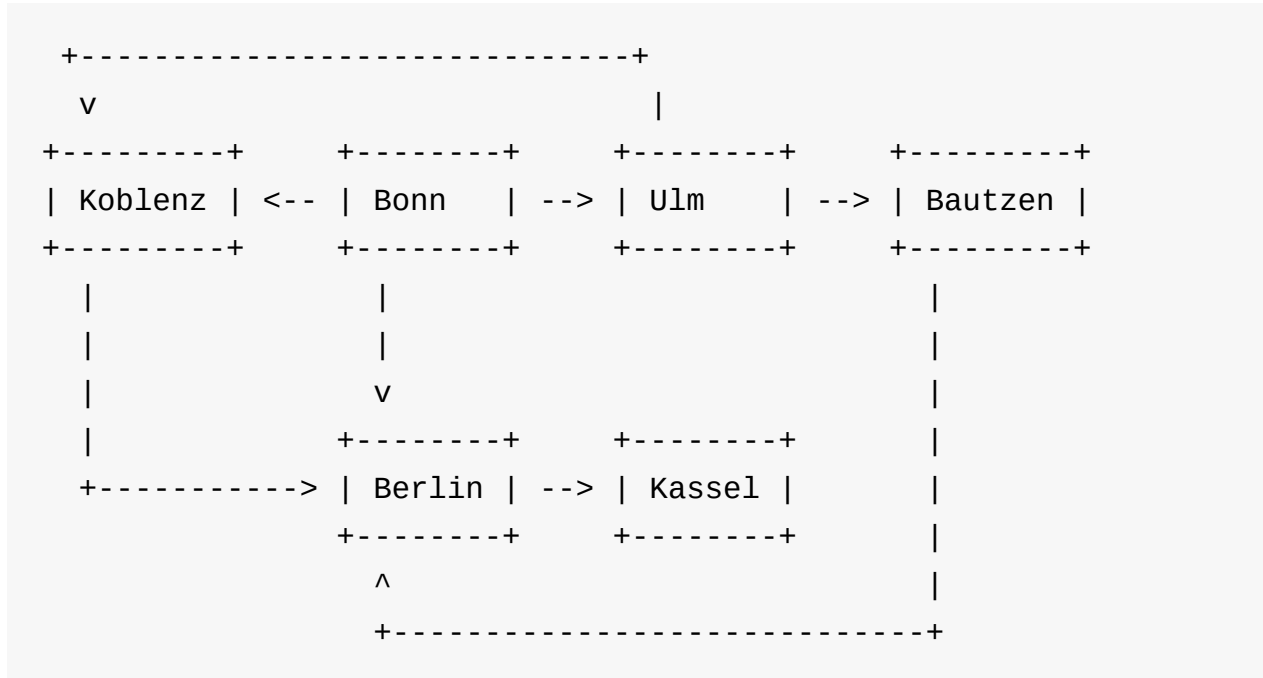 +------------------------------+
v                              |
+---------+     +--------+     +--------+     +---------+
| Koblenz | <-- | Bonn   | --> | Ulm    | --> | Bautzen |
+---------+     +--------+     +--------+     +---------+
  |               |                              |
  |               |                              |
  |               v                              |
  |             +--------+     +--------+        |
  +-----------> | Berlin | --> | Kassel |        |
                +--------+     +--------+        |
                  ^                              |
                  +------------------------------+